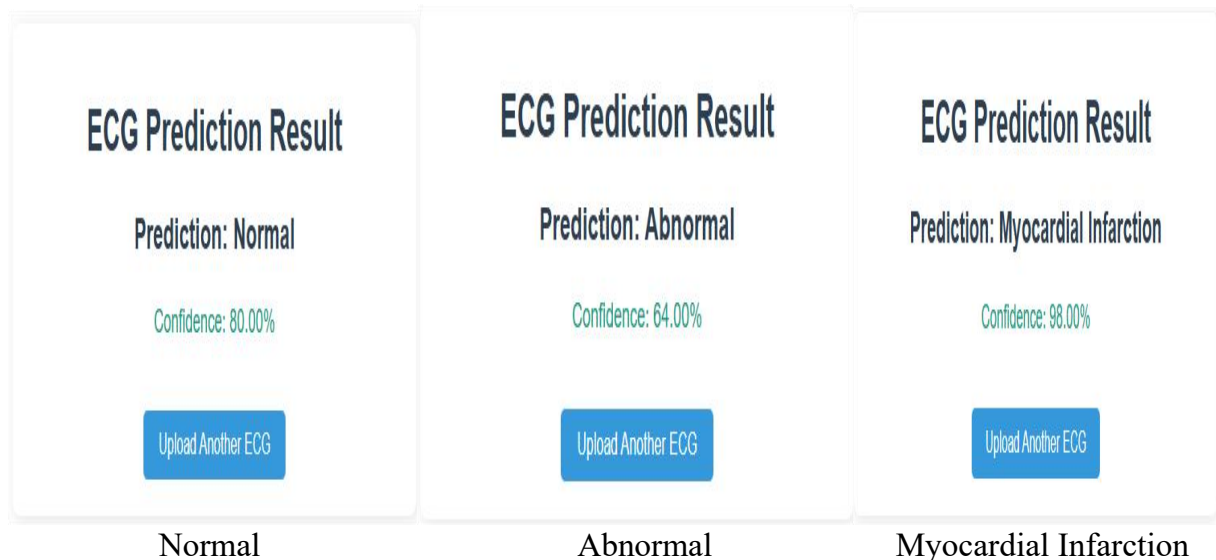 ECG Prediction Result
Prediction: Normal
Confidence: 80.00%
Upload Another ECG
Normal
ECG Prediction Result
Prediction: Abnormal
Confidence: 64.00%
Upload Another ECG
Abnormal
ECG Prediction Result
Prediction: Myocardial Infarction
Confidence: 98.00%
Upload Another ECG
Myocardial Infarction